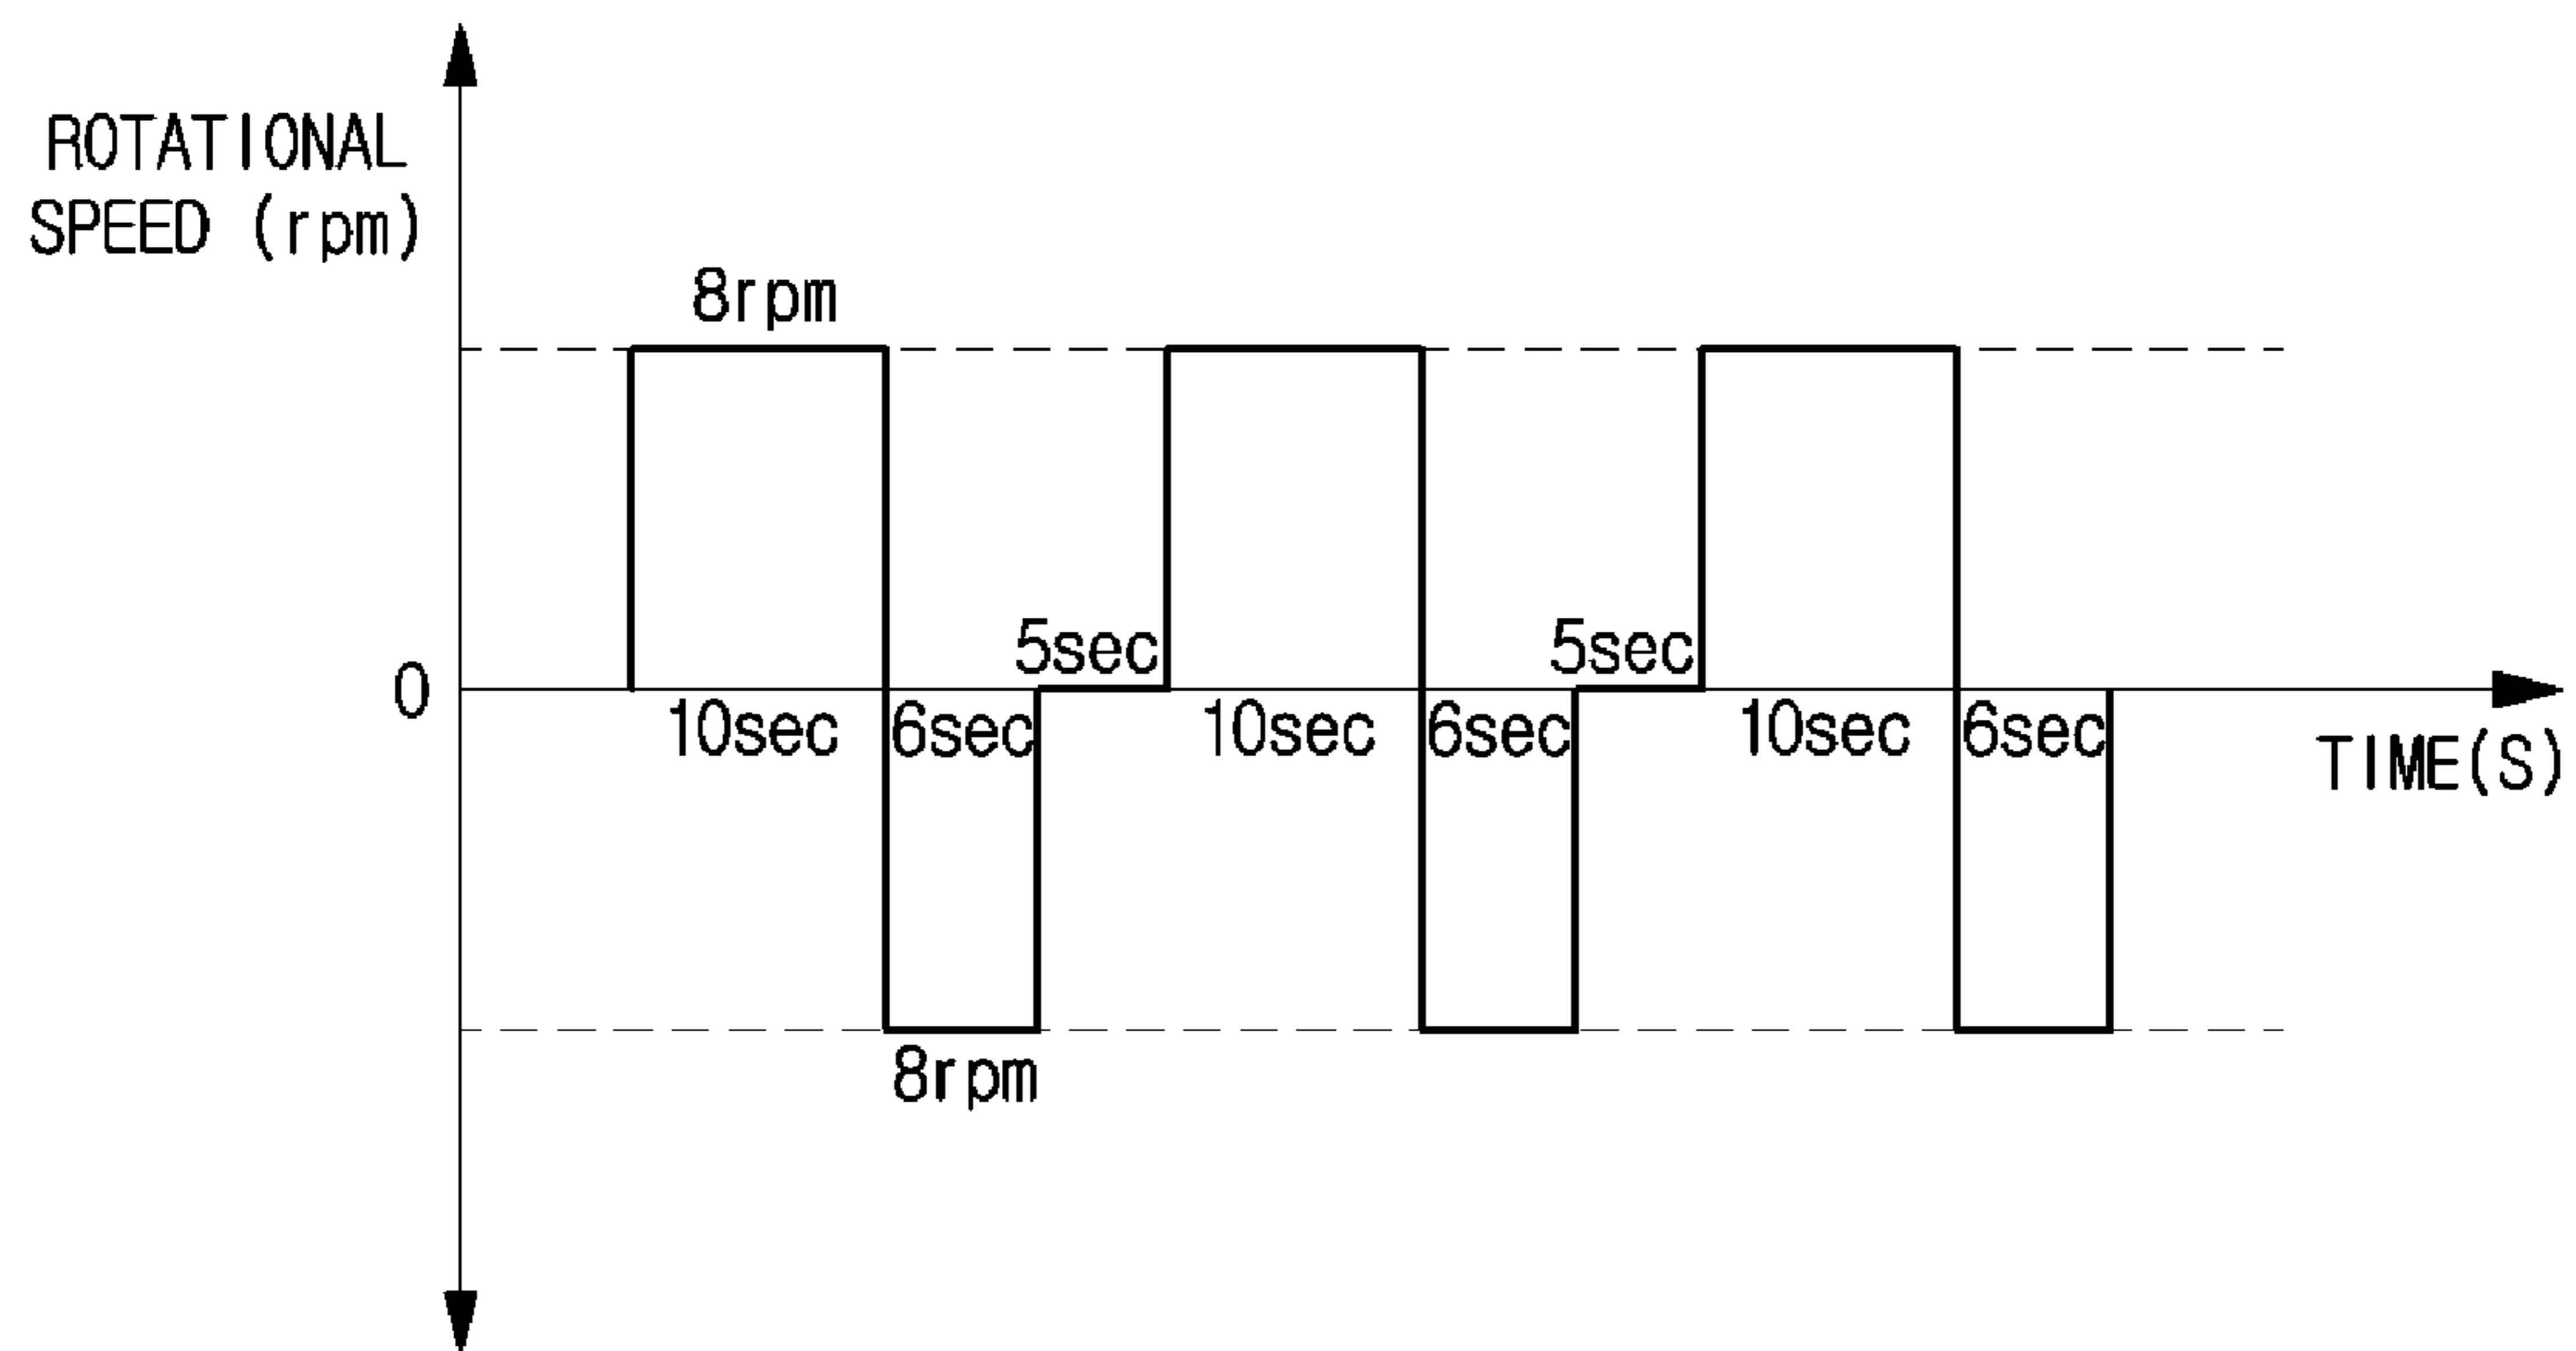 ROTATIONAL
SPEED (rpm)
8rpm
5sec
5sec
0
10sec
6sec
10sec
6sec
10sec
6sec
TIME(S)
8rpm